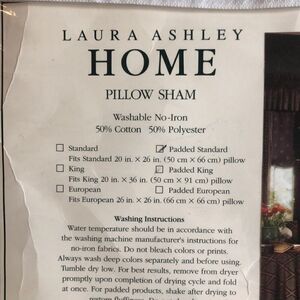 LAURA ASHLEY
HOME
PILLOW SHAM
Washable No-Iron
50% Cotton 50% Polyester
Standard Padded Standard
Fits Standard 20 in. × 26 in. (50 cm × 66 cm) pillow
King Padded King
Fits King 20 in. × 36 in. (50 cm × 91 cm) pillow
European Padded European
Fits European 26 in. × 26 in. (66 cm × 66 cm) pillow
Washing Instructions
Water temperature should be in accordance with
the washing machine manufacturer's instructions for
no-iron fabrics. Do not bleach colors or prints.
Always wash deep colors separately and before using.
Tumble dry low. For best results, remove from dryer
promptly upon completion of drying cycle and fold
at once. For padded products, shake after drying to